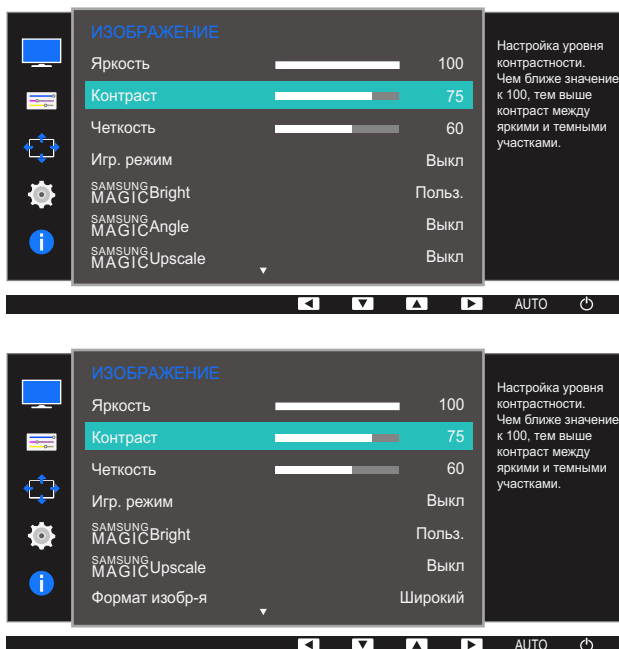 ИЗОБРАЖЕНИЕ
Яркость 100
Контраст 75
Четкость 60
Игр. режим Выкл
SAMSUNG MAGIC Bright Польз.
SAMSUNG MAGIC Angle Выкл
SAMSUNG MAGIC Upscale Выкл
Настройка уровня
контрастности.
Чем ближе значение
к 100, тем выше
контраст между
яркими и темными
участками.
AUTO
ИЗОБРАЖЕНИЕ
Яркость 100
Контраст 75
Четкость 60
Игр. режим Выкл
SAMSUNG MAGIC Bright Польз.
SAMSUNG MAGIC Upscale Выкл
Формат изобр-я Широкий
Настройка уровня
контрастности.
Чем ближе значение
к 100, тем выше
контраст между
яркими и темными
участками.
AUTO